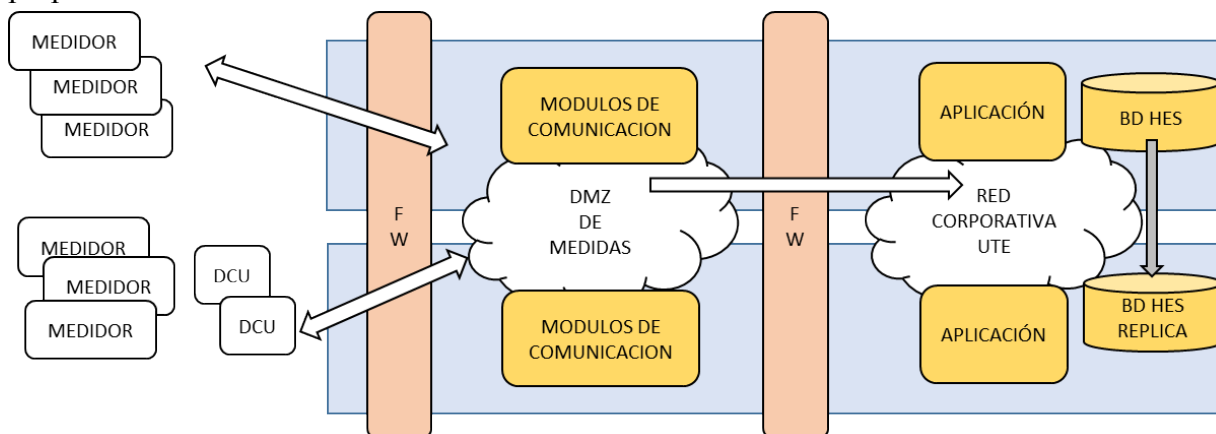 MEDIDOR
MEDIDOR
MEDIDOR
MEDIDOR
MEDIDOR
MEDIDOR
DCU
DCU
F
W
MODULOS DE
COMUNICACION
DMZ
DE
MEDIDAS
MODULOS DE
COMUNICACION
F
W
APLICACIÓN
RED
CORPORATIVA
UTE
APLICACIÓN
BD HES
BD HES
REPLICA